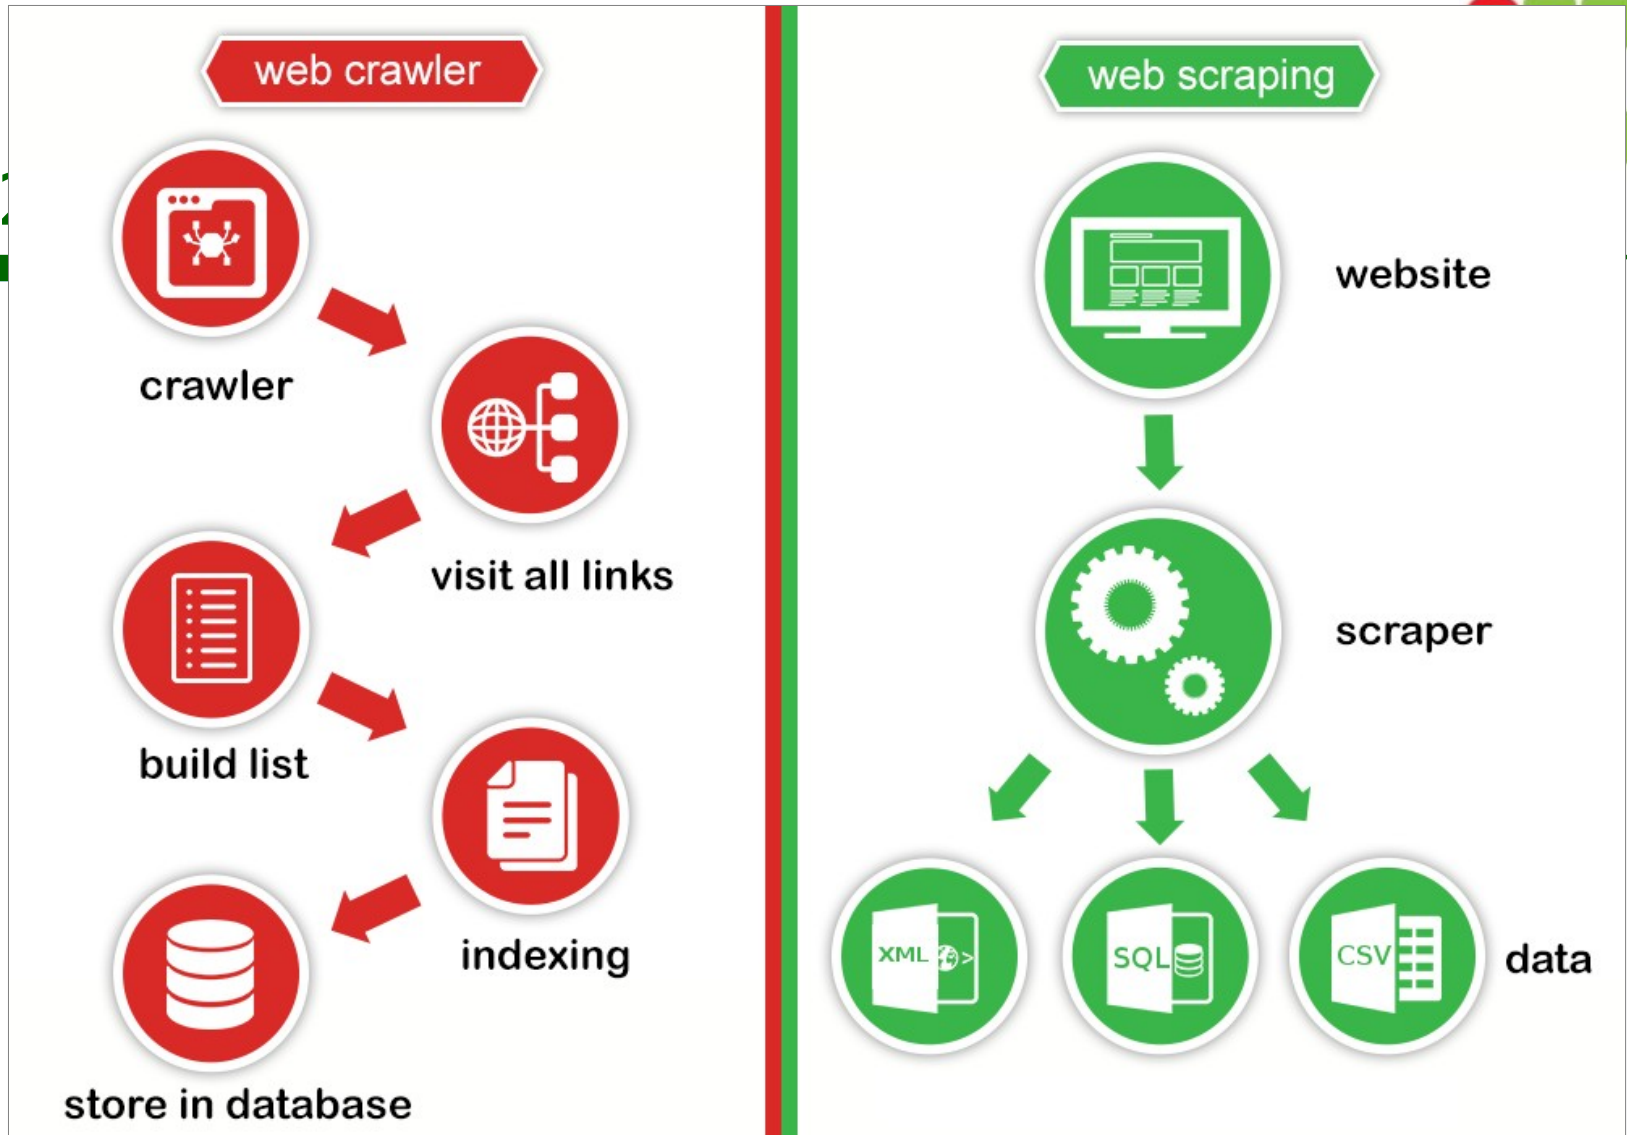 web crawler
crawler
visit all links
build list
indexing
store in database
web scraping
website
scraper
XML
SQL
CSV
data